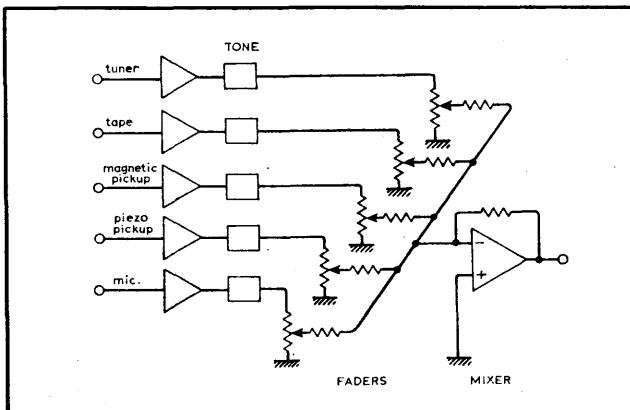 TONE
tuner
tape
magnetic
pickup
piezo
pickup
mic.
−
+
FADERS
MIXER